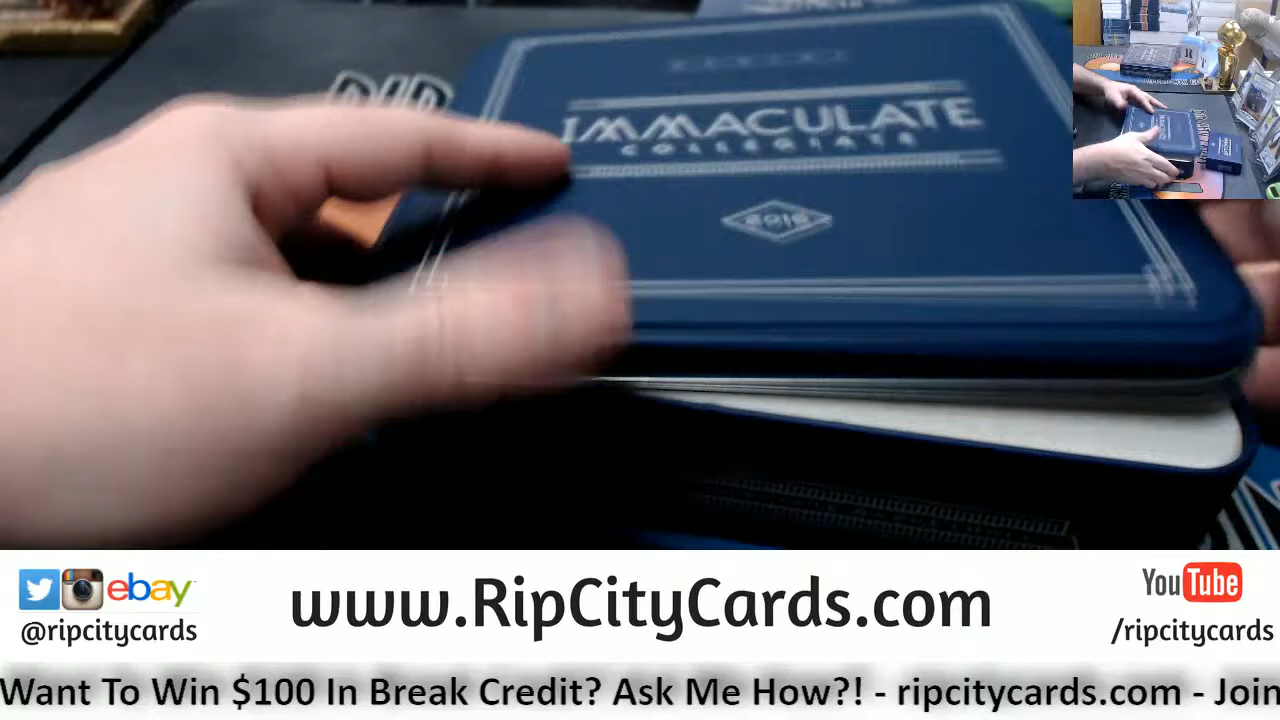 IMMACULATE
COLLEGIATE
2016
ebay
@ripcitycards
www.RipCityCards.com
YouTube
/ripcitycards
Want To Win $100 In Break Credit? Ask Me How?! - ripcitycards.com - Join